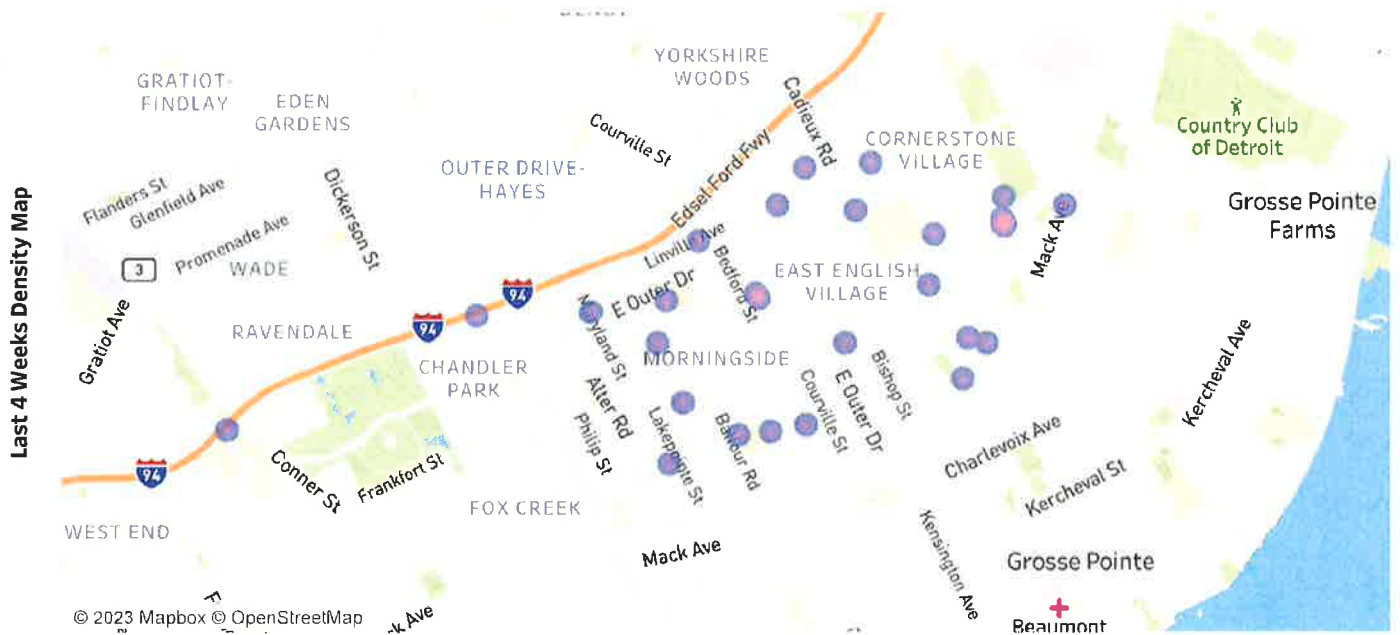 Last 4 Weeks Density Map
YORKSHIRE
WOODS
GRATIOT-
FINDLAY
EDEN
GARDENS
Cadieux Rd
Courville St
CORNERSTONE
VILLAGE
Country Club
of Detroit
OUTER DRIVE-
HAYES
Edsel Ford Fwy
Flanders St
Glenfield Ave
Dickerson St
Grosse Pointe
Farms
Promenade Ave
3
WADE
Linville Ave
Mack Ave
Bedford St
EAST ENGLISH
VILLAGE
E Outer Dr
94
94
Gratiot Ave
RAVENDALE
Maryland St
CHANDLER
PARK
MORNINGSIDE
Kercheval Ave
Bishop St
E Outer Dr
Courville St
Alter Rd
Philip St
Lakepointe St
Balfour Rd
Charlevoix Ave
94
Conner St
Frankfort St
Kercheval St
WEST END
FOX CREEK
Kensington Ave
Mack Ave
Grosse Pointe
© 2023 Mapbox © OpenStreetMap
Beaumont